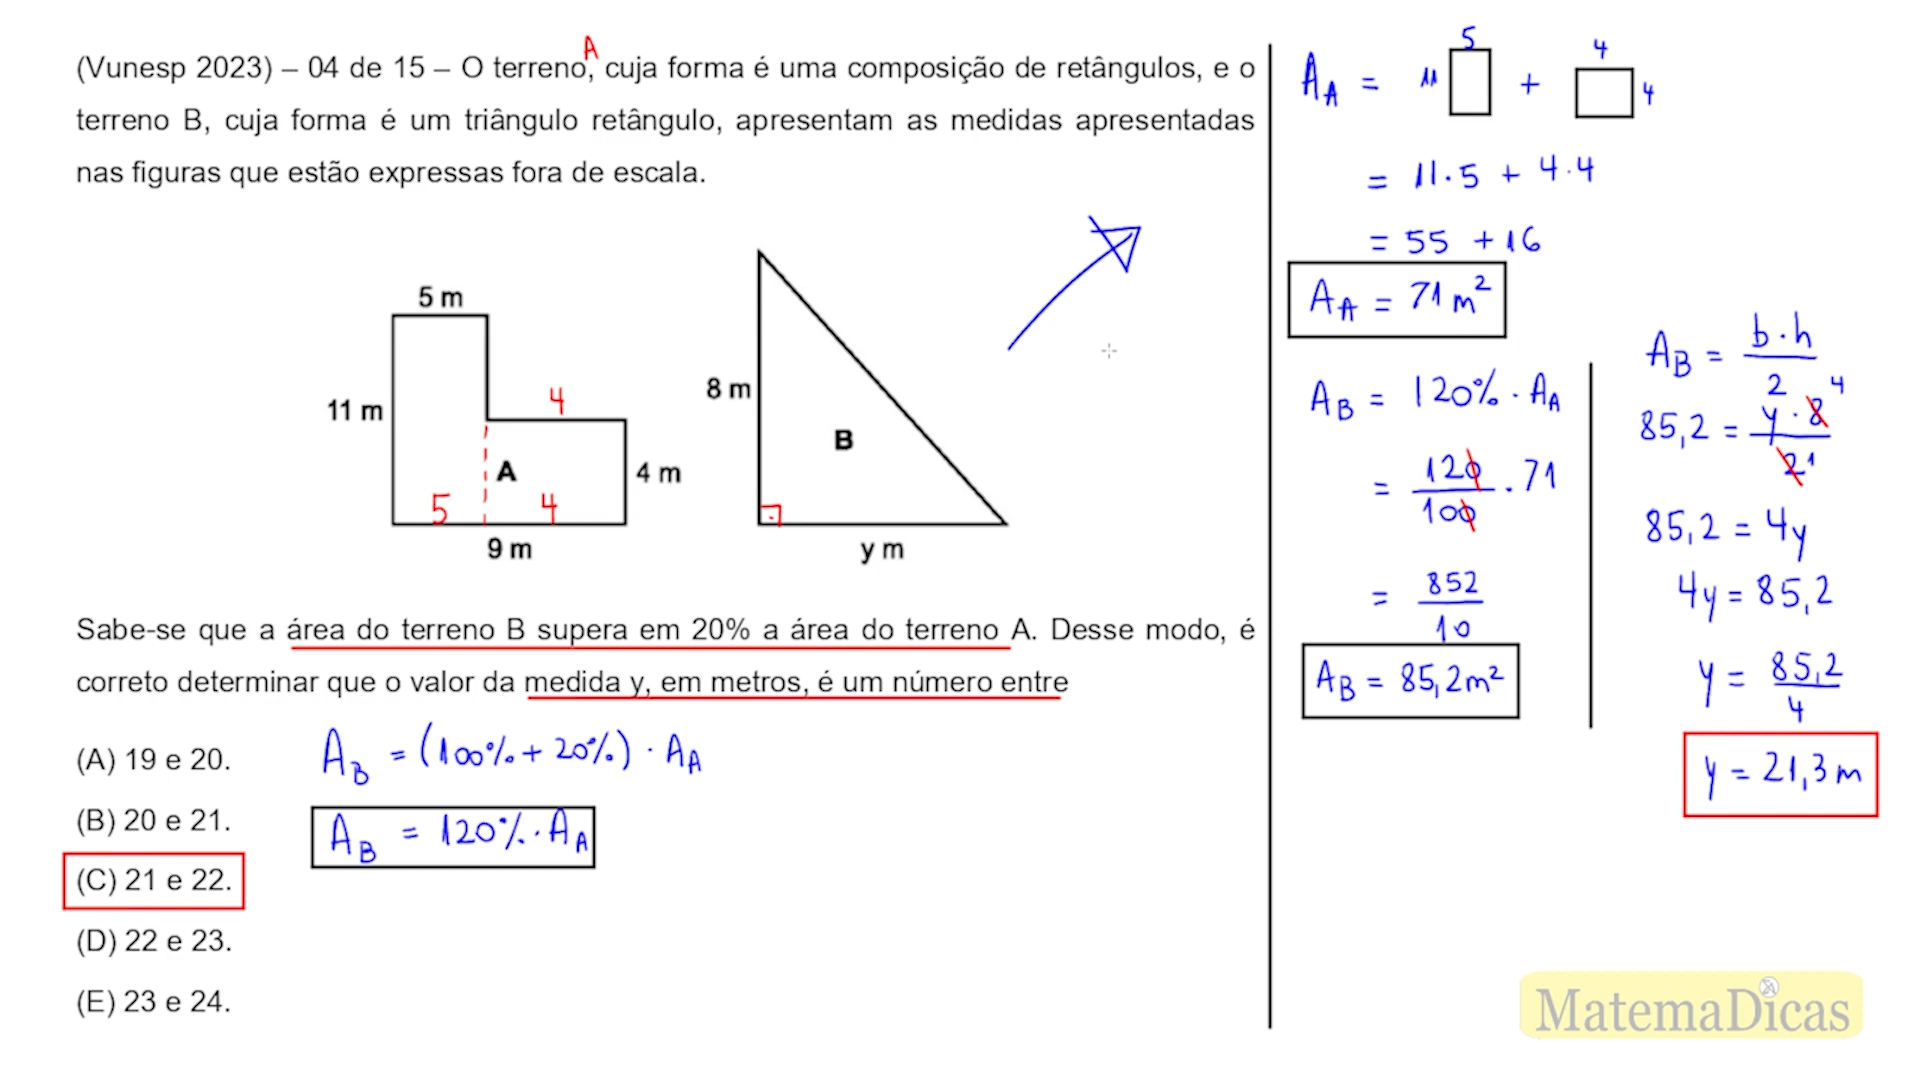 (Vunesp 2023) – 04 de 15 – O terreno, cuja forma é uma composição de retângulos, e o
A
terreno B, cuja forma é um triângulo retângulo, apresentam as medidas apresentadas
nas figuras que estão expressas fora de escala.
5 m
11 m
4
A
4 m
5
4
9 m
8 m
B
y m
Sabe-se que a área do terreno B supera em 20% a área do terreno A. Desse modo, é
correto determinar que o valor da medida y, em metros, é um número entre
(A) 19 e 20.
(B) 20 e 21.
(C) 21 e 22.
(D) 22 e 23.
(E) 23 e 24.
A_B = (100% + 20%) · A_A
A_B = 120% · A_A
5
4
A_A = 11 + 4
= 11·5 + 4·4
= 55 + 16
A_A = 71 m²
A_B = 120% · A_A
= 120/100 · 71
= 852/10
A_B = 85,2 m²
A_B = b·h/2
4
85,2 = y·8/2
1
85,2 = 4y
4y = 85,2
y = 85,2/4
y = 21,3 m
MatemaDicas